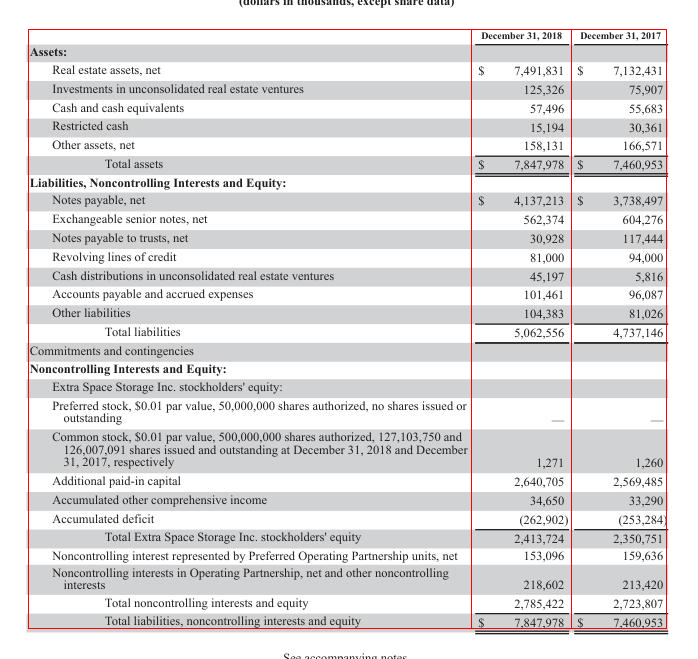 (dollars in thousands, except share data)
December 31, 2018 December 31, 2017
Assets:
Real estate assets, net $ 7,491,831 $ 7,132,431
Investments in unconsolidated real estate ventures 125,326 75,907
Cash and cash equivalents 57,496 55,683
Restricted cash 15,194 30,361
Other assets, net 158,131 166,571
Total assets $ 7,847,978 $ 7,460,953
Liabilities, Noncontrolling Interests and Equity:
Notes payable, net $ 4,137,213 $ 3,738,497
Exchangeable senior notes, net 562,374 604,276
Notes payable to trusts, net 30,928 117,444
Revolving lines of credit 81,000 94,000
Cash distributions in unconsolidated real estate ventures 45,197 5,816
Accounts payable and accrued expenses 101,461 96,087
Other liabilities 104,383 81,026
Total liabilities 5,062,556 4,737,146
Commitments and contingencies
Noncontrolling Interests and Equity:
Extra Space Storage Inc. stockholders' equity:
Preferred stock, $0.01 par value, 50,000,000 shares authorized, no shares issued or
outstanding — —
Common stock, $0.01 par value, 500,000,000 shares authorized, 127,103,750 and
126,007,091 shares issued and outstanding at December 31, 2018 and December
31, 2017, respectively 1,271 1,260
Additional paid-in capital 2,640,705 2,569,485
Accumulated other comprehensive income 34,650 33,290
Accumulated deficit (262,902) (253,284)
Total Extra Space Storage Inc. stockholders' equity 2,413,724 2,350,751
Noncontrolling interest represented by Preferred Operating Partnership units, net 153,096 159,636
Noncontrolling interests in Operating Partnership, net and other noncontrolling
interests 218,602 213,420
Total noncontrolling interests and equity 2,785,422 2,723,807
Total liabilities, noncontrolling interests and equity $ 7,847,978 $ 7,460,953
See accompanying notes